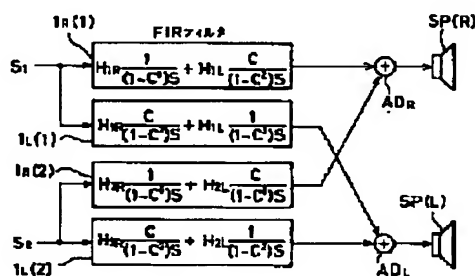 1R(1)
FIRフィルタ
SP(R)
S1
H1R 1/(1-C²)S + H1L C/(1-C²)S
ADR
H1R C/(1-C²)S + H1L 1/(1-C²)S
1L(1)
1R(2)
H2R 1/(1-C²)S + H2L C/(1-C²)S
SP(L)
S2
H2R C/(1-C²)S + H2L 1/(1-C²)S
ADL
1L(2)